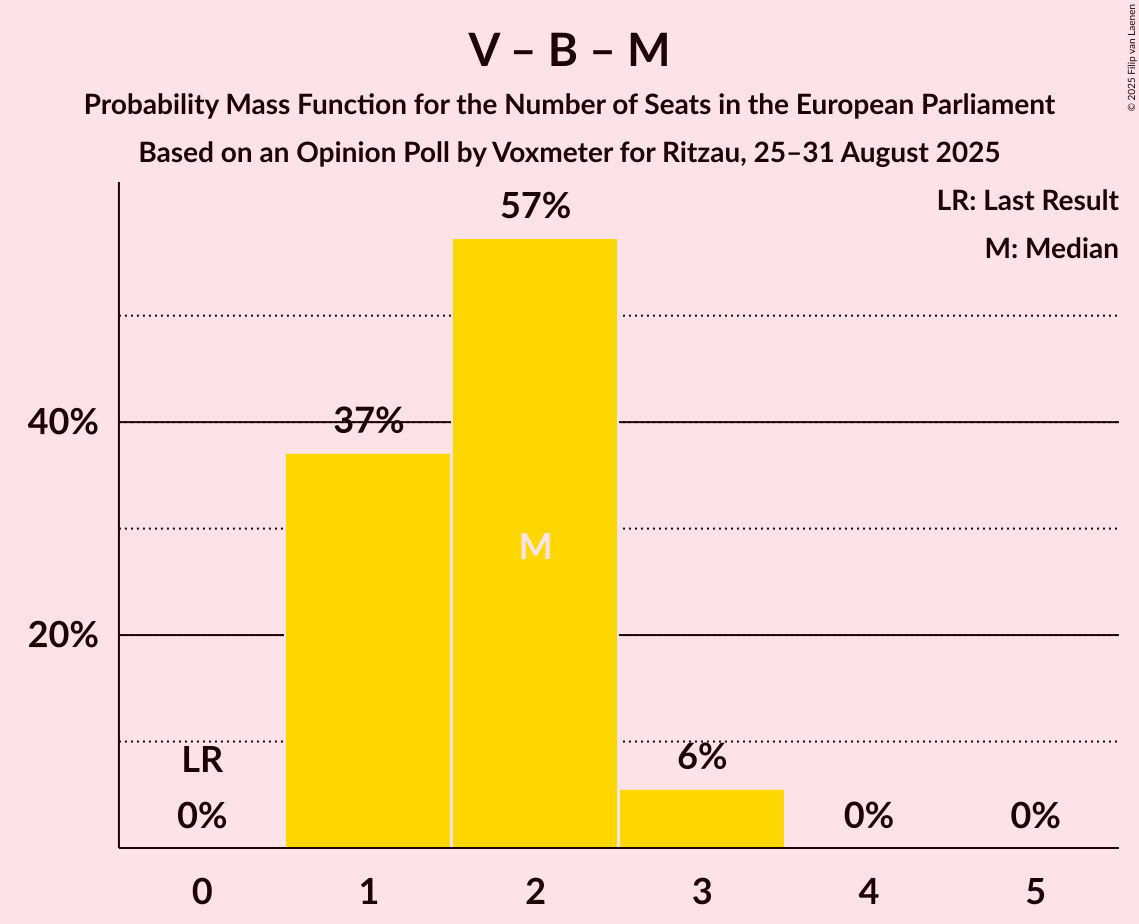 V – B – M
Probability Mass Function for the Number of Seats in the European Parliament
Based on an Opinion Poll by Voxmeter for Ritzau, 25–31 August 2025
© 2025 Filip van Laenen
LR: Last Result
M: Median
57%
40%
37%
M
20%
LR
6%
0%
0%
0%
0
1
2
3
4
5